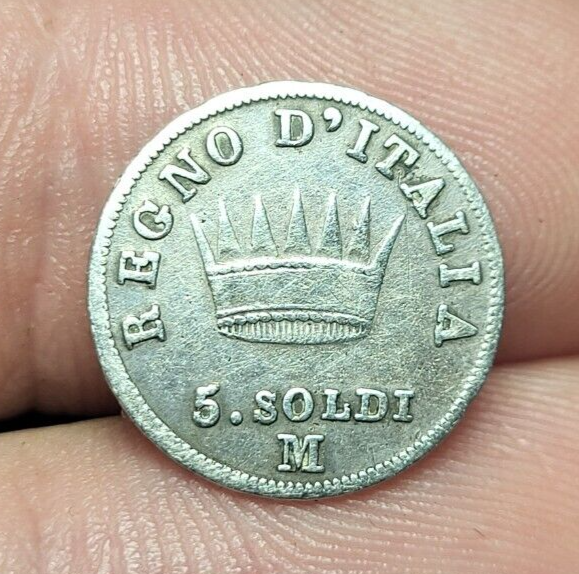 REGNO D'ITALIA
5. SOLDI
M